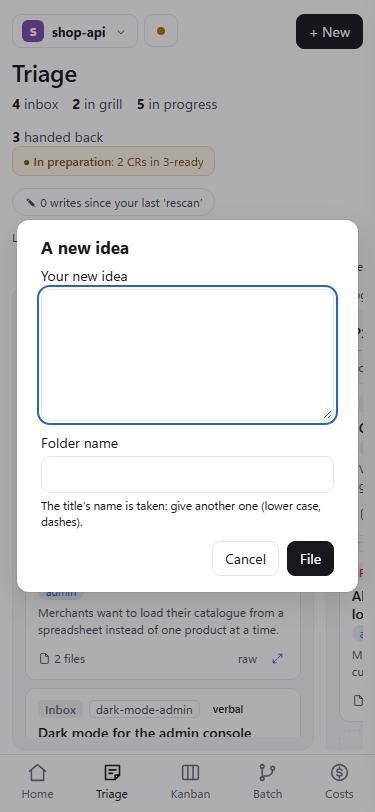 S shop-api
+ New
Triage
4 inbox 2 in grill 5 in progress
3 handed back
In preparation: 2 CRs in 3-ready
0 writes since your last ‘rescan’
A new idea
Your new idea
Folder name
The title's name is taken: give another one (lower case,
dashes).
Cancel File
admin
Merchants want to load their catalogue from a
spreadsheet instead of one product at a time.
2 files raw
Inbox dark-mode-admin verbal
Dark mode for the admin console
Home Triage Kanban Batch Costs